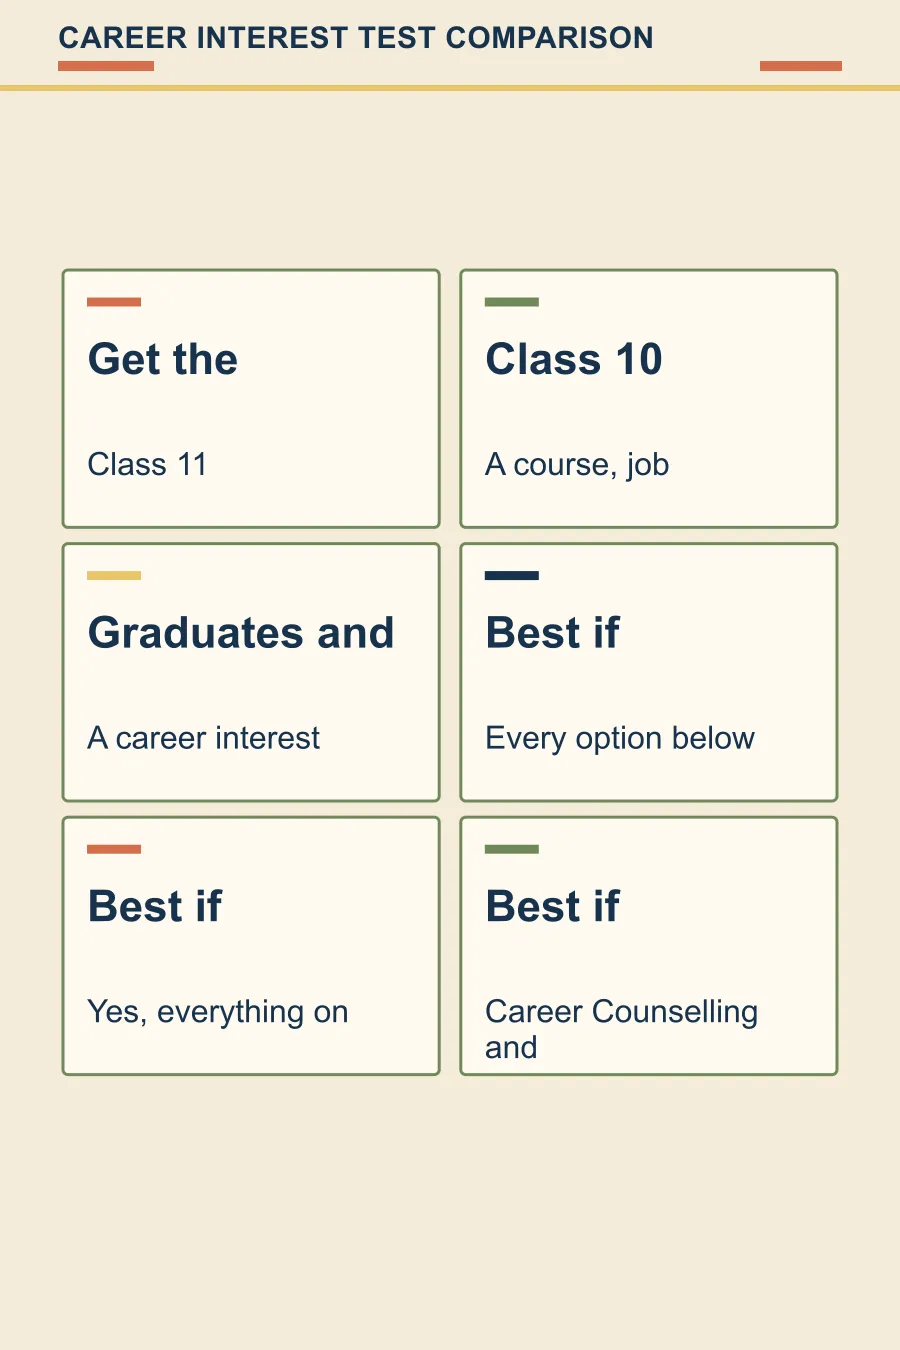 CAREER INTEREST TEST COMPARISON
Get the
Class 11
Class 10
A course, job
Graduates and
A career interest
Best if
Every option below
Best if
Yes, everything on
Best if
Career Counselling
and